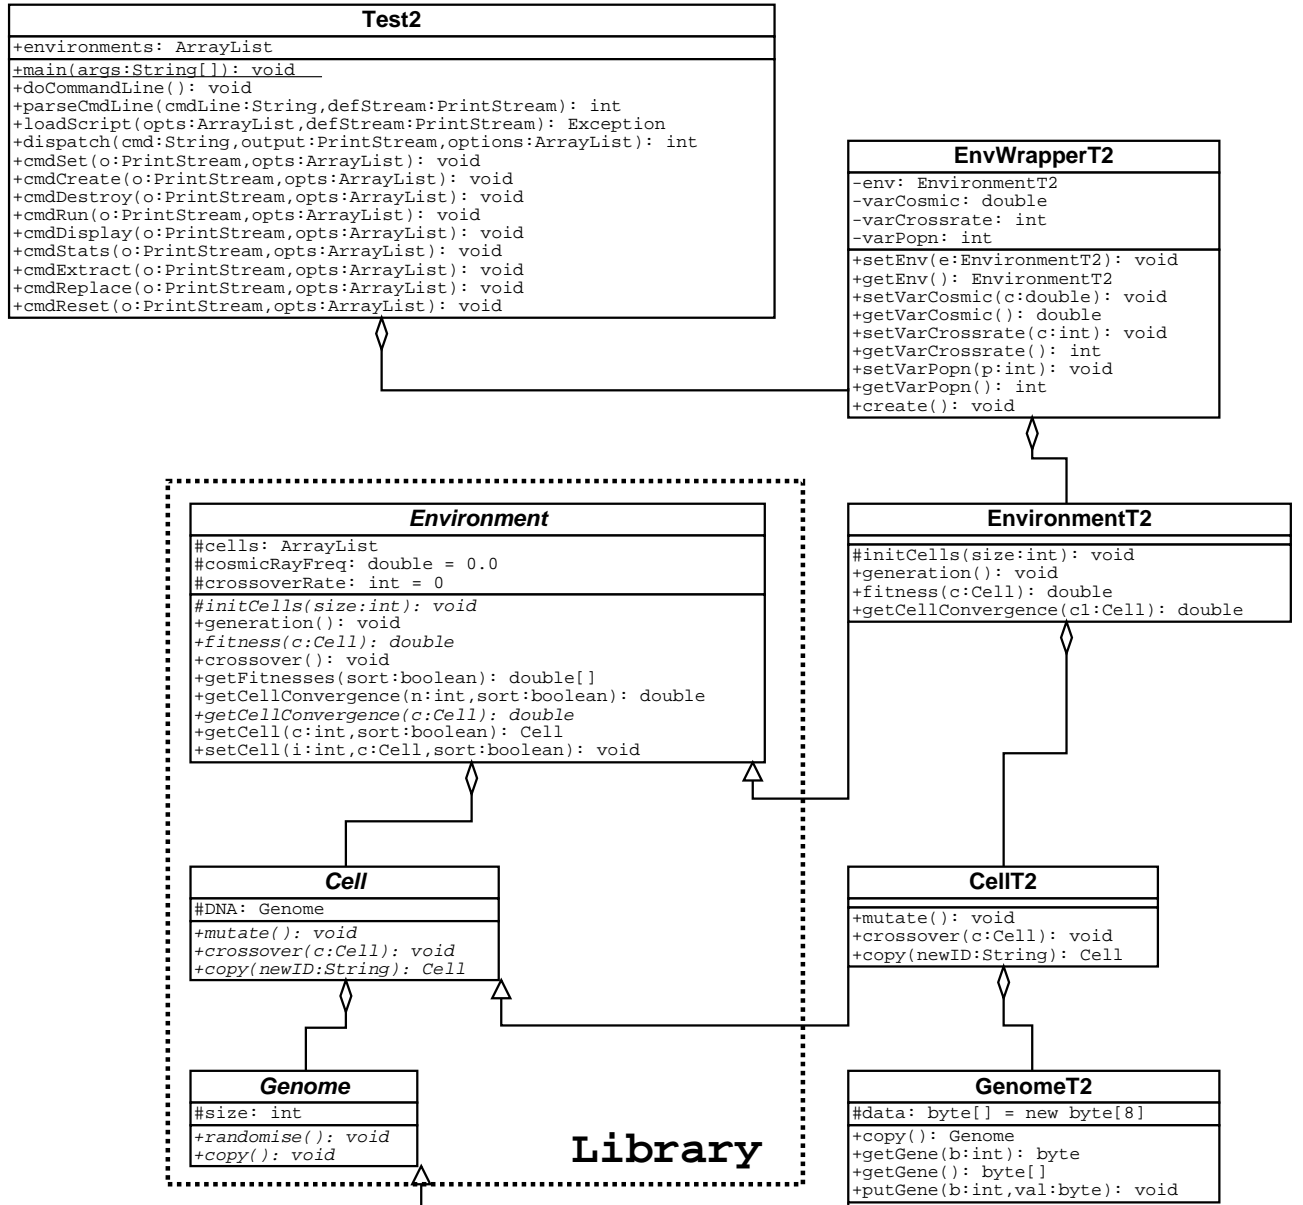 Test2
+environments: ArrayList
+main(args:String[]): void
+doCommandLine(): void
+parseCmdLine(cmdLine:String,defStream:PrintStream): int
+loadScript(opts:ArrayList,defStream:PrintStream): Exception
+dispatch(cmd:String,output:PrintStream,options:ArrayList): int
+cmdSet(o:PrintStream,opts:ArrayList): void
+cmdCreate(o:PrintStream,opts:ArrayList): void
+cmdDestroy(o:PrintStream,opts:ArrayList): void
+cmdRun(o:PrintStream,opts:ArrayList): void
+cmdDisplay(o:PrintStream,opts:ArrayList): void
+cmdStats(o:PrintStream,opts:ArrayList): void
+cmdExtract(o:PrintStream,opts:ArrayList): void
+cmdReplace(o:PrintStream,opts:ArrayList): void
+cmdReset(o:PrintStream,opts:ArrayList): void
EnvWrapperT2
-env: EnvironmentT2
-varCosmic: double
-varCrossrate: int
-varPopn: int
+setEnv(e:EnvironmentT2): void
+getEnv(): EnvironmentT2
+setVarCosmic(c:double): void
+getVarCosmic(): double
+setVarCrossrate(c:int): void
+getVarCrossrate(): int
+setVarPopn(p:int): void
+getVarPopn(): int
+create(): void
Environment
#cells: ArrayList
#cosmicRayFreq: double = 0.0
#crossoverRate: int = 0
#initCells(size:int): void
+generation(): void
+fitness(c:Cell): double
+crossover(): void
+getFitnesses(sort:boolean): double[]
+getCellConvergence(n:int,sort:boolean): double
+getCellConvergence(c:Cell): double
+getCell(c:int,sort:boolean): Cell
+setCell(i:int,c:Cell,sort:boolean): void
EnvironmentT2
#initCells(size:int): void
+generation(): void
+fitness(c:Cell): double
+getCellConvergence(c1:Cell): double
Cell
#DNA: Genome
+mutate(): void
+crossover(c:Cell): void
+copy(newID:String): Cell
CellT2
+mutate(): void
+crossover(c:Cell): void
+copy(newID:String): Cell
Genome
#size: int
+randomise(): void
+copy(): void
Library
GenomeT2
#data: byte[] = new byte[8]
+copy(): Genome
+getGene(b:int): byte
+getGene(): byte[]
+putGene(b:int,val:byte): void